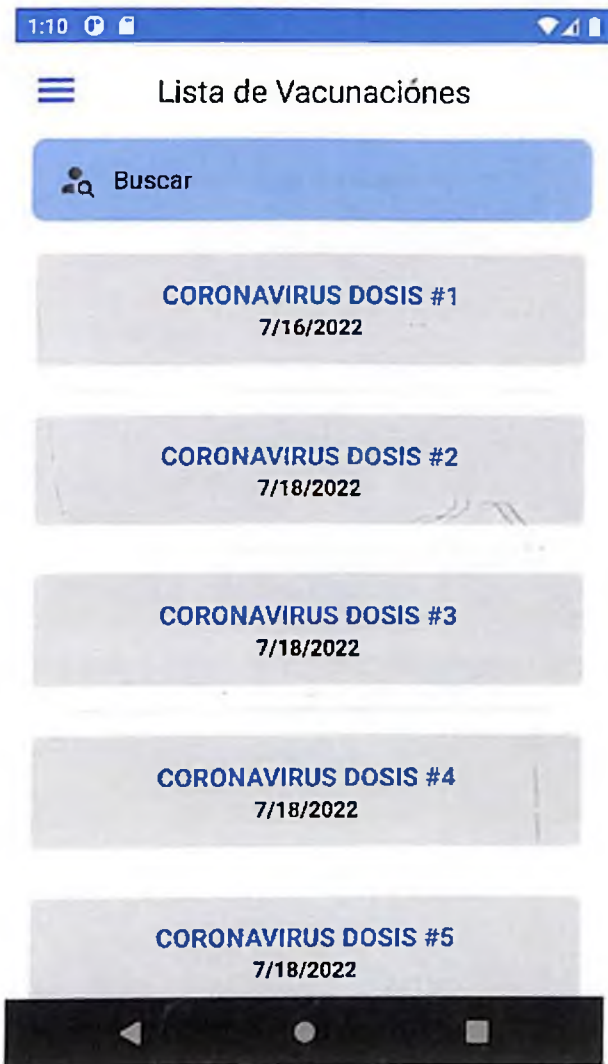 1:10
Lista de Vacunaciónes
Buscar
CORONAVIRUS DOSIS #1
7/16/2022
CORONAVIRUS DOSIS #2
7/18/2022
CORONAVIRUS DOSIS #3
7/18/2022
CORONAVIRUS DOSIS #4
7/18/2022
CORONAVIRUS DOSIS #5
7/18/2022